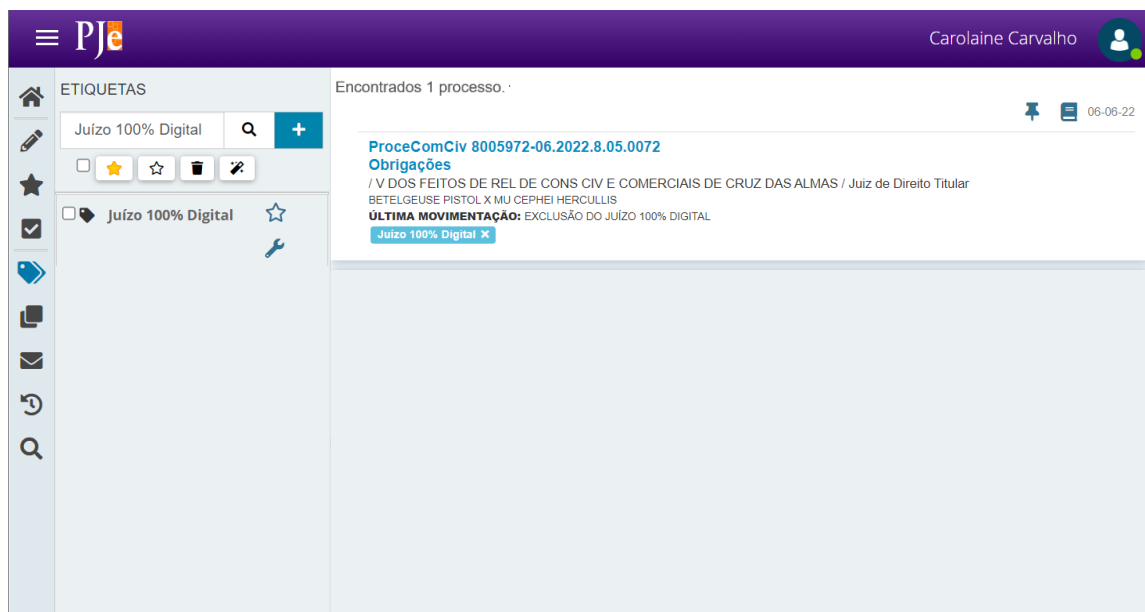 PJe
Carolaine Carvalho
ETIQUETAS
Juízo 100% Digital
Juízo 100% Digital
Encontrados 1 processo.
06-06-22
ProceComCiv 8005972-06.2022.8.05.0072
Obrigações
/ V DOS FEITOS DE REL DE CONS CIV E COMERCIAIS DE CRUZ DAS ALMAS / Juiz de Direito Titular
BETELGEUSE PISTOL X MU CEPHEI HERCULLIS
ÚLTIMA MOVIMENTAÇÃO: EXCLUSÃO DO JUÍZO 100% DIGITAL
Juízo 100% Digital ×